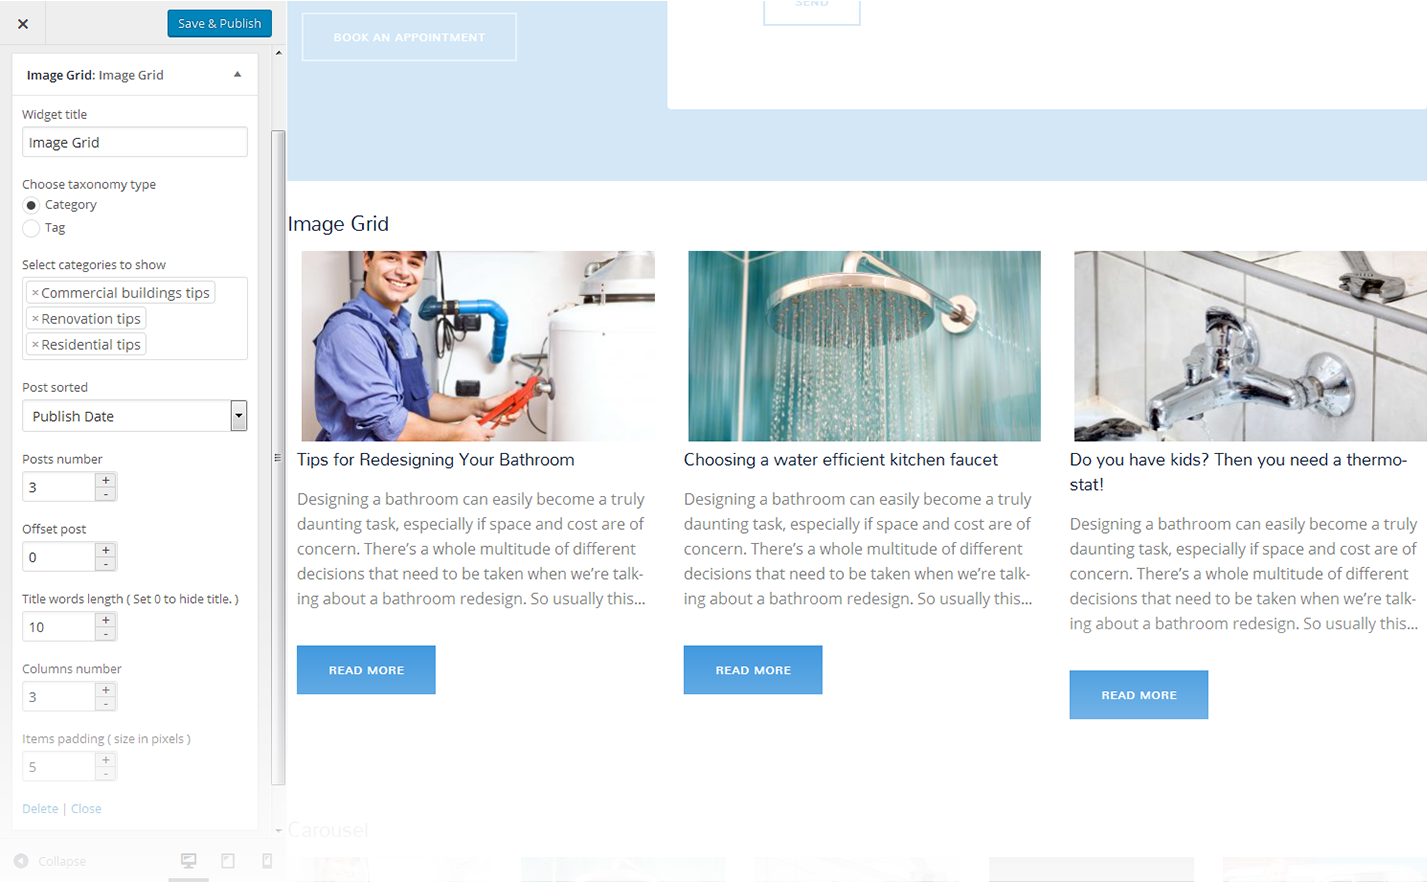 Save & Publish
Image Grid: Image Grid
Widget title
Image Grid
Choose taxonomy type
Category
Tag
Select categories to show
×Commercial buildings tips
×Renovation tips
×Residential tips
Post sorted
Publish Date
Posts number
3
+
-
Offset post
0
+
-
Title words length ( Set 0 to hide title. )
10
+
-
Columns number
3
+
-
Items padding ( size in pixels )
5
+
-
Delete | Close
Collapse
SEND
BOOK AN APPOINTMENT
Image Grid
Tips for Redesigning Your Bathroom
Designing a bathroom can easily become a truly
daunting task, especially if space and cost are of
concern. There’s a whole multitude of different
decisions that need to be taken when we’re talk-
ing about a bathroom redesign. So usually this...
READ MORE
Choosing a water efficient kitchen faucet
Designing a bathroom can easily become a truly
daunting task, especially if space and cost are of
concern. There’s a whole multitude of different
decisions that need to be taken when we’re talk-
ing about a bathroom redesign. So usually this...
READ MORE
Do you have kids? Then you need a thermo-
stat!
Designing a bathroom can easily become a truly
daunting task, especially if space and cost are of
concern. There’s a whole multitude of different
decisions that need to be taken when we’re talk-
ing about a bathroom redesign. So usually this...
READ MORE
Carousel